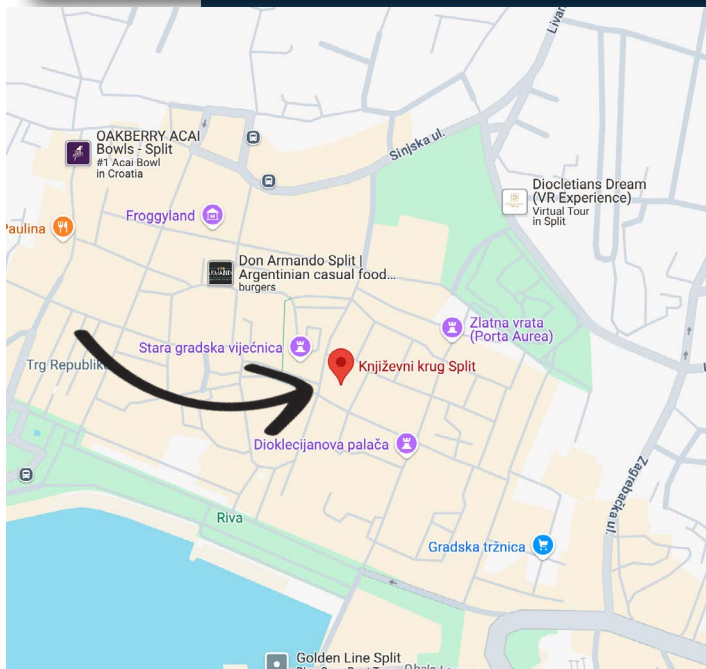 Livan
OAKBERRY ACAI
Bowls - Split
#1 Acai Bowl
in Croatia
Sinjska ul.
Diocletians Dream
(VR Experience)
Virtual Tour
in Split
Froggyland
Paulina
Don Armando Split |
Argentinian casual food...
burgers
Zlatna vrata
(Porta Aurea)
Stara gradska vijećnica
Trg Republik
Književni krug Split
Dioklecijanova palača
Zagrebačka ul.
Riva
Gradska tržnica
Golden Line Split